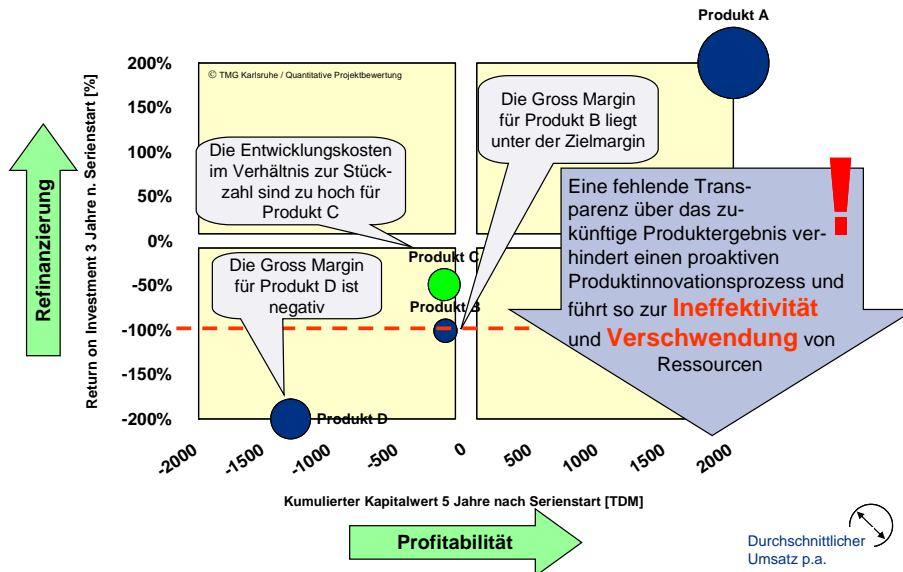 Produkt A
200%
150%
100%
50%
0%
-50%
-100%
-150%
-200%
Return on Investment 3 Jahre n. Serienstart [%]
Refinanzierung
© TMG Karlsruhe / Quantitative Projektbewertung
Die Gross Margin
für Produkt B liegt
unter der Zielmargin
Die Entwicklungskosten
im Verhältnis zur Stück-
zahl sind zu hoch für
Produkt C
Eine fehlende Trans-
parenz über das zu-
künftige Produktergebnis ver-
hindert einen proaktiven
Produktinnovationsprozess und
führt so zur Ineffektivität
und Verschwendung von
Ressourcen
!
Produkt C
Die Gross Margin
für Produkt D ist
negativ
Produkt B
Produkt D
-2000
-1500
-1000
-500
0
500
1000
1500
2000
Kumulierter Kapitalwert 5 Jahre nach Serienstart [TDM]
Profitabilität
Durchschnittlicher
Umsatz p.a.